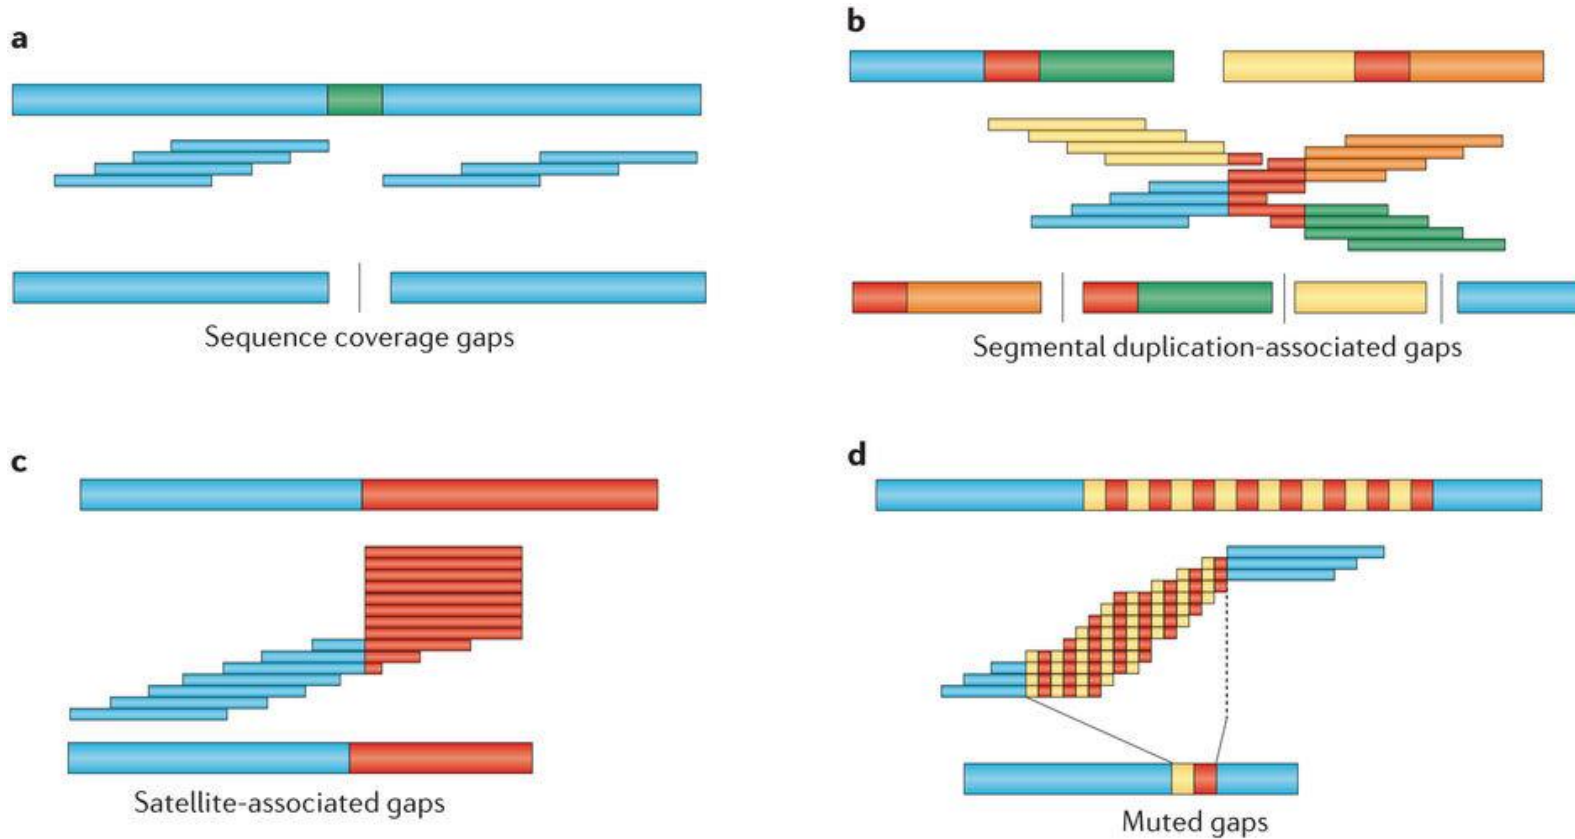 a
Sequence coverage gaps
b
Segmental duplication-associated gaps
c
Satellite-associated gaps
d
Muted gaps